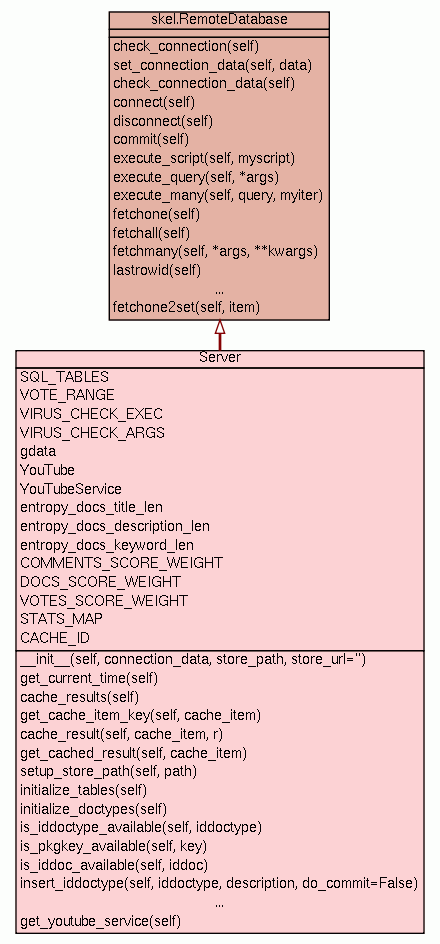 skel.RemoteDatabase
check_connection(self)
set_connection_data(self, data)
check_connection_data(self)
connect(self)
disconnect(self)
commit(self)
execute_script(self, myscript)
execute_query(self, *args)
execute_many(self, query, myiter)
fetchone(self)
fetchall(self)
fetchmany(self, *args, **kwargs)
lastrowid(self)
...
fetchone2set(self, item)
Server
SQL_TABLES
VOTE_RANGE
VIRUS_CHECK_EXEC
VIRUS_CHECK_ARGS
gdata
YouTube
YouTubeService
entropy_docs_title_len
entropy_docs_description_len
entropy_docs_keyword_len
COMMENTS_SCORE_WEIGHT
DOCS_SCORE_WEIGHT
VOTES_SCORE_WEIGHT
STATS_MAP
CACHE_ID
__init__(self, connection_data, store_path, store_url='')
get_current_time(self)
cache_results(self)
get_cache_item_key(self, cache_item)
cache_result(self, cache_item, r)
get_cached_result(self, cache_item)
setup_store_path(self, path)
initialize_tables(self)
initialize_doctypes(self)
is_iddoctype_available(self, iddoctype)
is_pkgkey_available(self, key)
is_iddoc_available(self, iddoc)
insert_iddoctype(self, iddoctype, description, do_commit=False)
...
get_youtube_service(self)